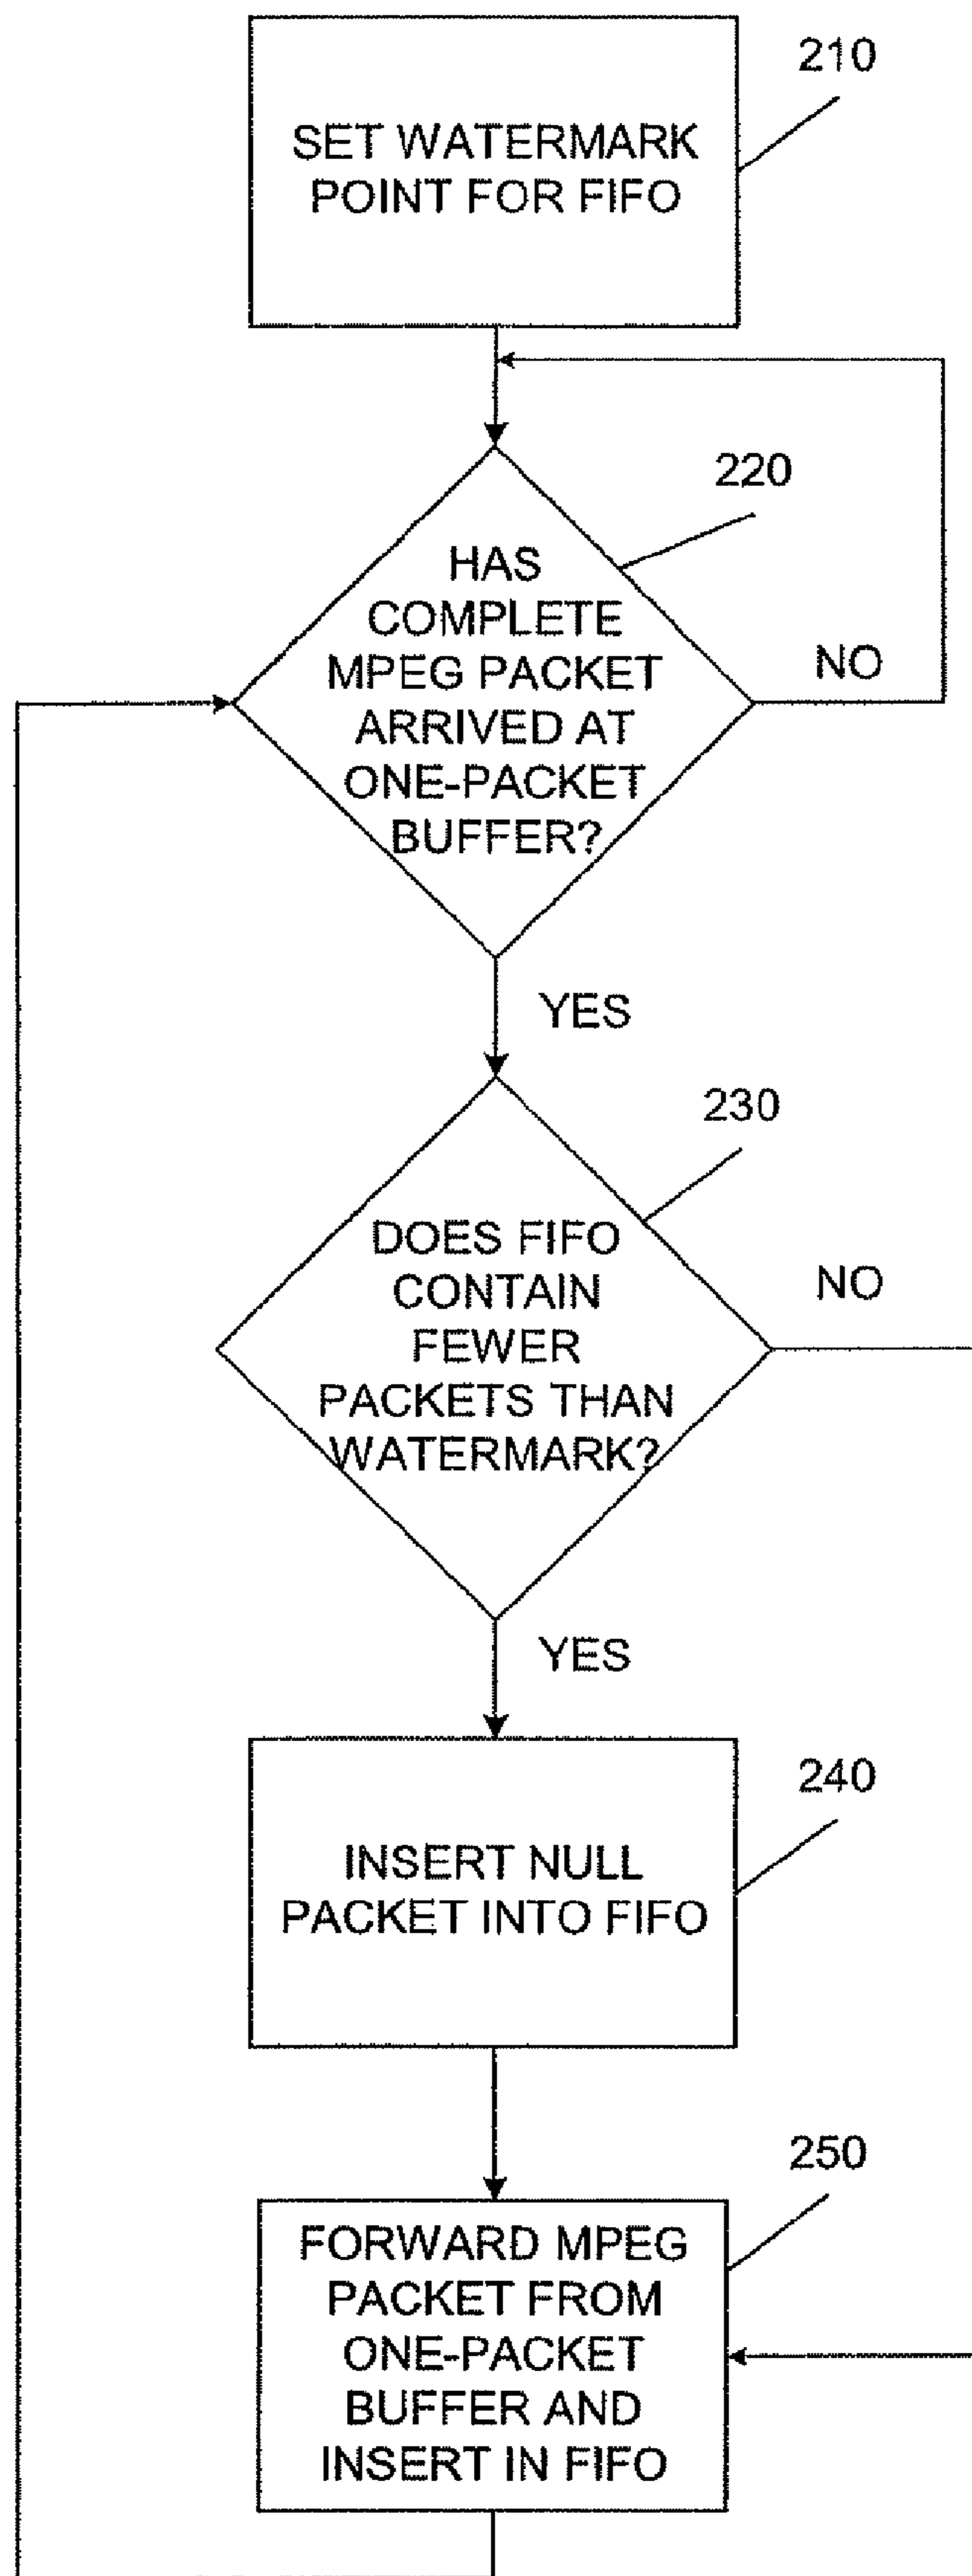 210
SET WATERMARK
POINT FOR FIFO
220
HAS
COMPLETE
MPEG PACKET
ARRIVED AT
ONE-PACKET
BUFFER?
NO
YES
230
DOES FIFO
CONTAIN
FEWER
PACKETS THAN
WATERMARK?
NO
YES
240
INSERT NULL
PACKET INTO FIFO
250
FORWARD MPEG
PACKET FROM
ONE-PACKET
BUFFER AND
INSERT IN FIFO